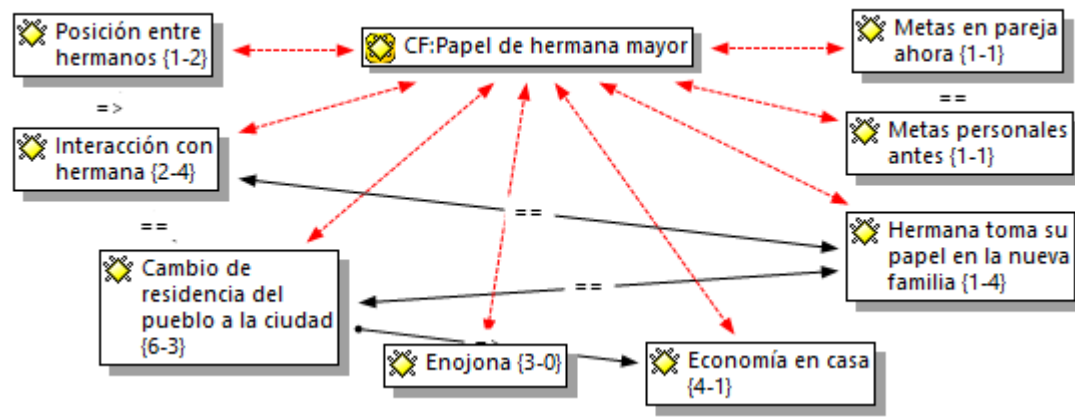 Posición entre
hermanos {1-2}
CF:Papel de hermana mayor
Metas en pareja
ahora {1-1}
=>
==
Interacción con
hermana {2-4}
Metas personales
antes {1-1}
==
==
Hermana toma su
papel en la nueva
familia {1-4}
Cambio de
residencia del
pueblo a la ciudad
{6-3}
==
=>
Enojona {3-0}
Economía en casa
{4-1}